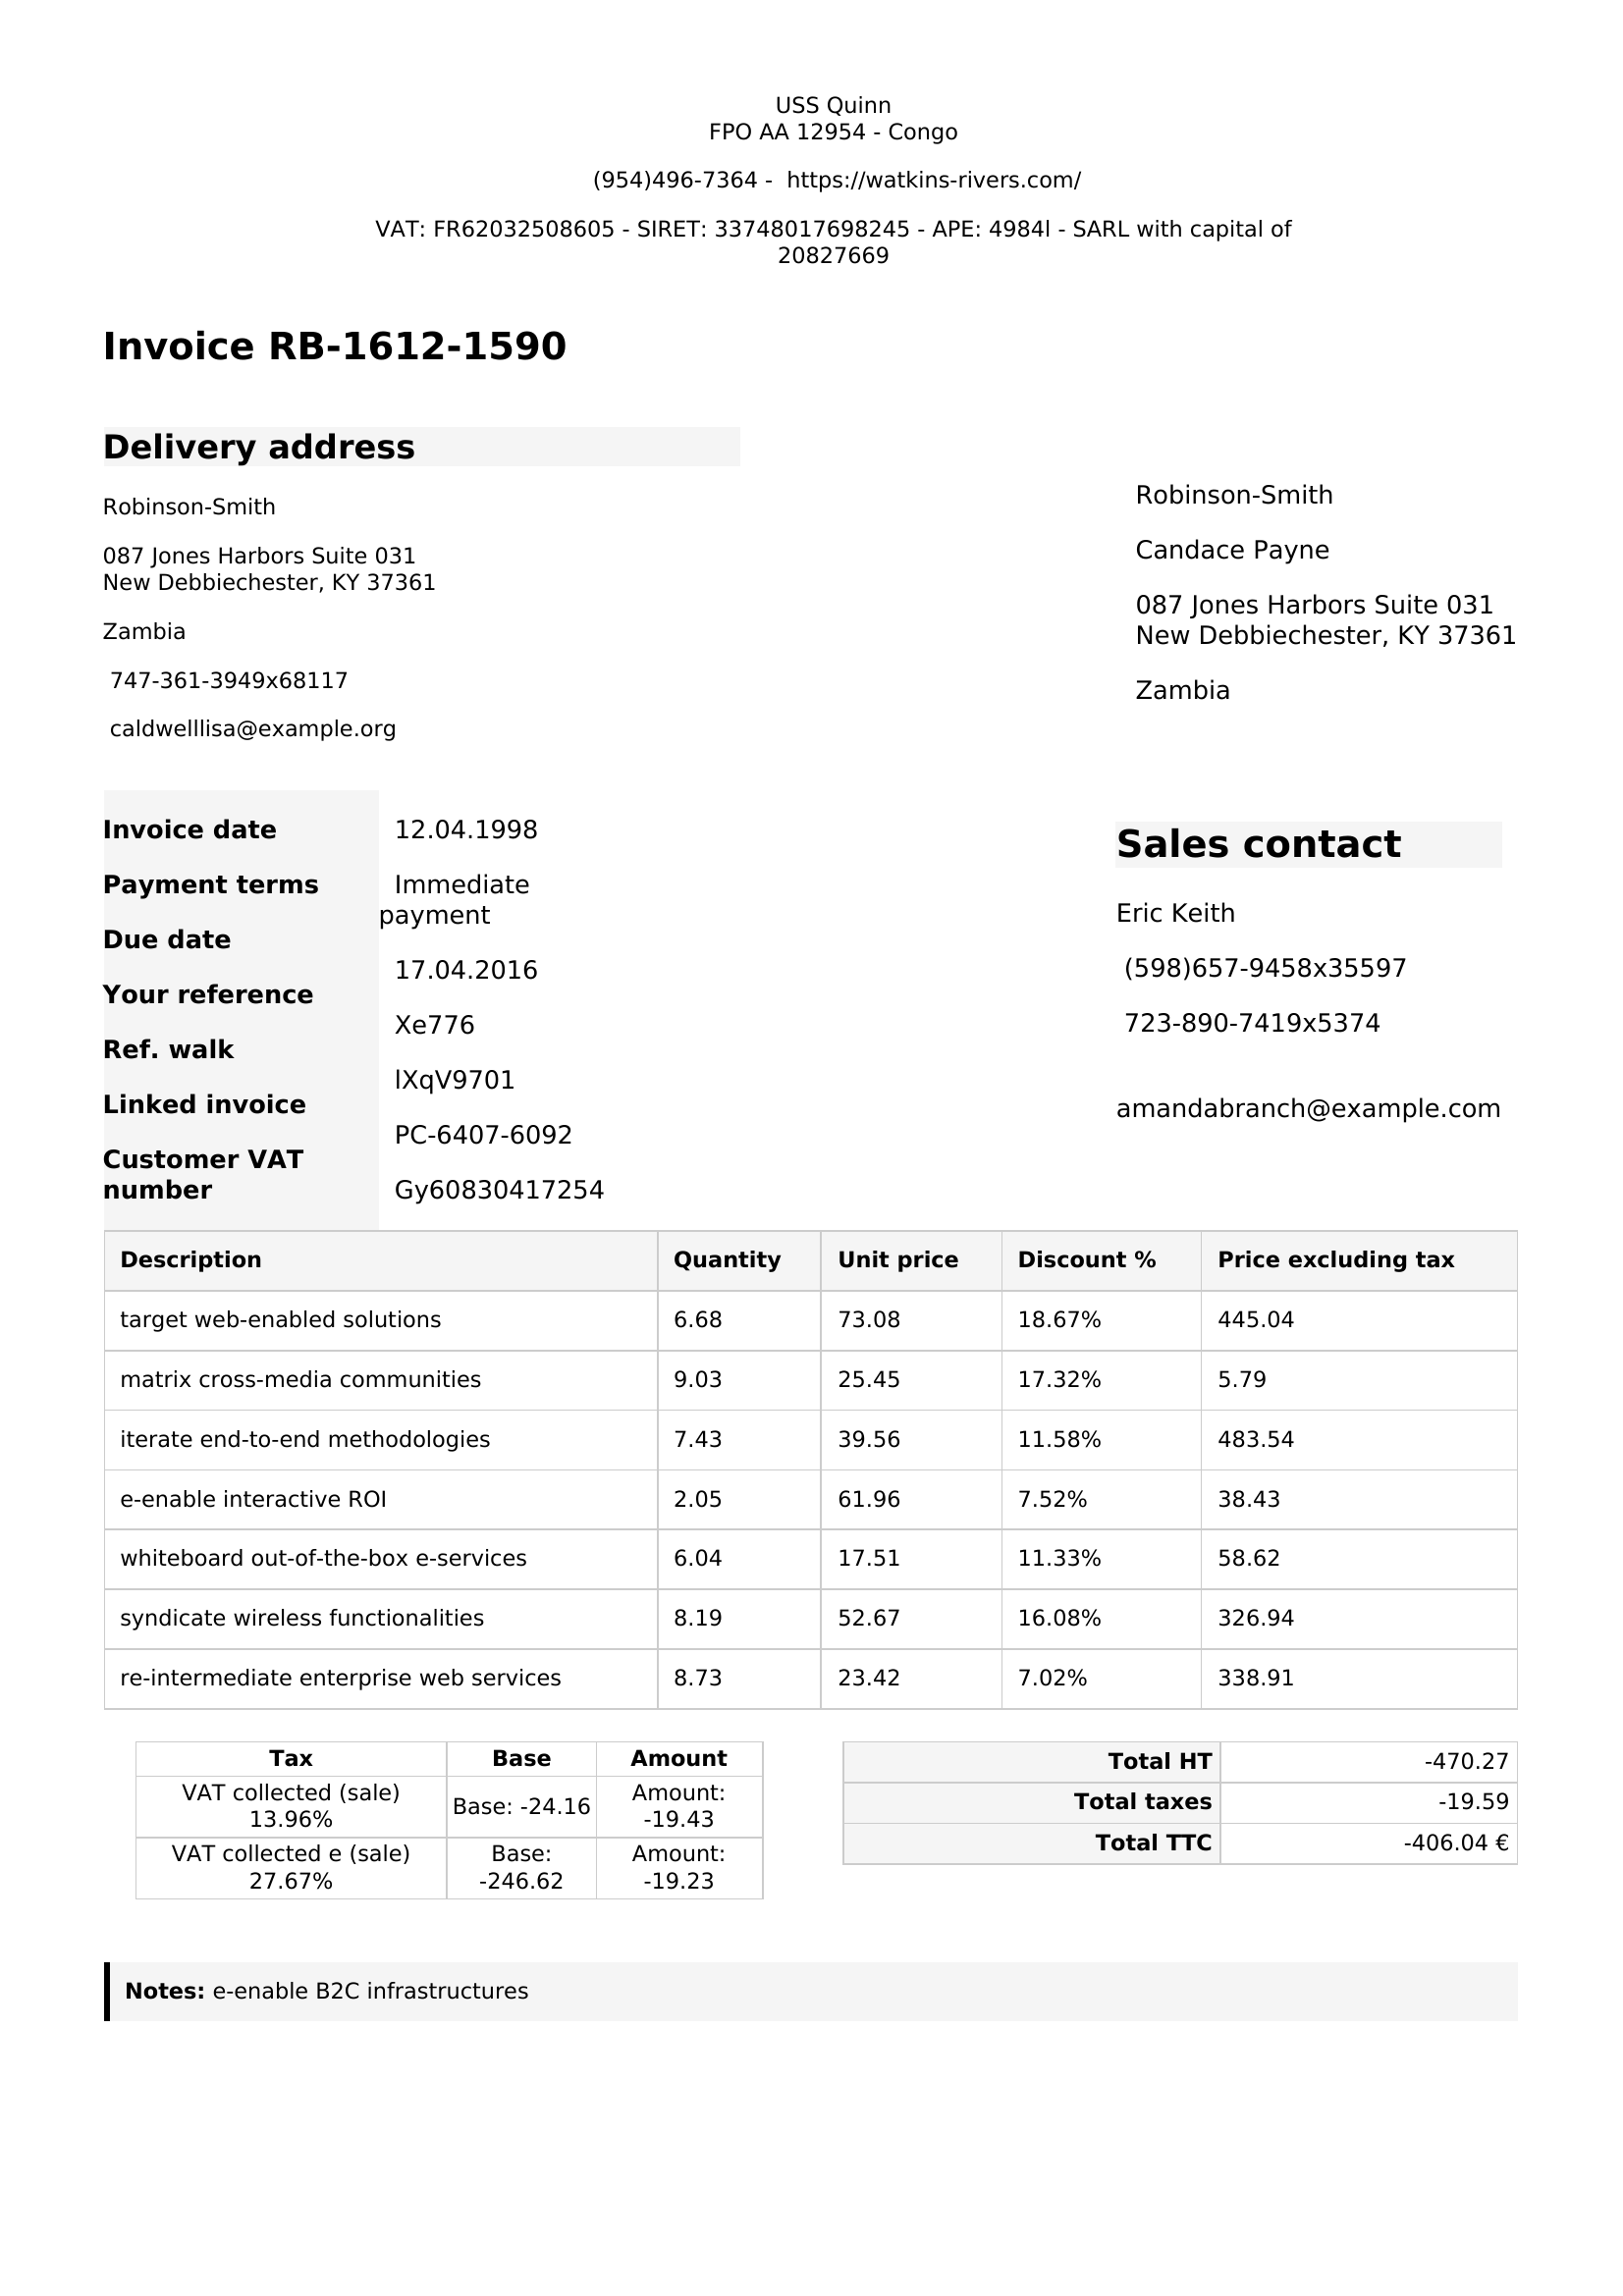 USS Quinn
FPO AA 12954 - Congo
(954)496-7364 -  https://watkins-rivers.com/
VAT: FR62032508605 - SIRET: 33748017698245 - APE: 4984l - SARL with capital of
20827669
Invoice RB-1612-1590
Delivery address
Robinson-Smith
087 Jones Harbors Suite 031
New Debbiechester, KY 37361
Zambia
747-361-3949x68117
caldwelllisa@example.org
Robinson-Smith
Candace Payne
087 Jones Harbors Suite 031
New Debbiechester, KY 37361
Zambia
Invoice date 12.04.1998
Payment terms Immediate
payment
Due date 17.04.2016
Your reference Xe776
Ref. walk lXqV9701
Linked invoice PC-6407-6092
Customer VAT
number Gy60830417254
Sales contact
Eric Keith
(598)657-9458x35597
723-890-7419x5374
amandabranch@example.com
Description Quantity Unit price Discount % Price excluding tax
target web-enabled solutions 6.68 73.08 18.67% 445.04
matrix cross-media communities 9.03 25.45 17.32% 5.79
iterate end-to-end methodologies 7.43 39.56 11.58% 483.54
e-enable interactive ROI 2.05 61.96 7.52% 38.43
whiteboard out-of-the-box e-services 6.04 17.51 11.33% 58.62
syndicate wireless functionalities 8.19 52.67 16.08% 326.94
re-intermediate enterprise web services 8.73 23.42 7.02% 338.91
Tax Base Amount
VAT collected (sale)
13.96% Base: -24.16 Amount:
-19.43
VAT collected e (sale)
27.67% Base:
-246.62 Amount:
-19.23
Total HT -470.27
Total taxes -19.59
Total TTC -406.04 €
Notes: e-enable B2C infrastructures